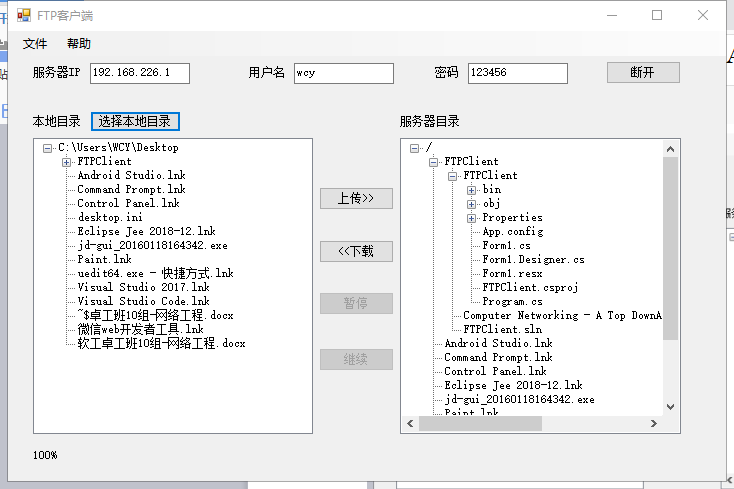 FTP客户端
文件 帮助
服务器IP 192.168.226.1 用户名 wcy 密码 123456 断开
本地目录 选择本地目录 服务器目录
C:\Users\WCY\Desktop
FTPClient
Android Studio.lnk
Command Prompt.lnk
Control Panel.lnk
desktop.ini
Eclipse Jee 2018-12.lnk
jd-gui_20160118164342.exe
Paint.lnk
uedit64.exe - 快捷方式.lnk
Visual Studio 2017.lnk
Visual Studio Code.lnk
~$卓工班10组-网络工程.docx
微信web开发者工具.lnk
软工卓工班10组-网络工程.docx
上传>>
<<下载
暂停
继续
/
FTPClient
FTPClient
bin
obj
Properties
App.config
Form1.cs
Form1.Designer.cs
Form1.resx
FTPClient.csproj
Program.cs
Computer Networking - A Top DownA
FTPClient.sln
Android Studio.lnk
Command Prompt.lnk
Control Panel.lnk
Eclipse Jee 2018-12.lnk
jd-gui_20160118164342.exe
Paint.lnk
100%